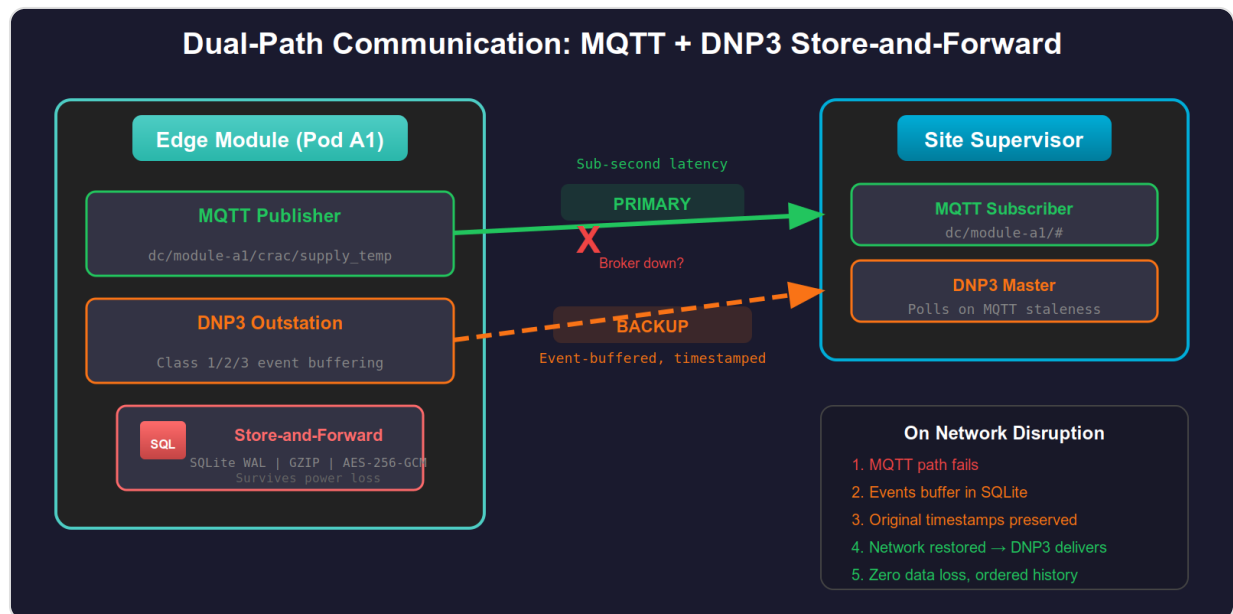 Dual-Path Communication: MQTT + DNP3 Store-and-Forward
Edge Module (Pod A1)
MQTT Publisher
dc/module-a1/crac/supply_temp
DNP3 Outstation
Class 1/2/3 event buffering
SQL
Store-and-Forward
SQLite WAL | GZIP | AES-256-GCM
Survives power loss
Sub-second latency
PRIMARY
X
Broker down?
BACKUP
Event-buffered, timestamped
Site Supervisor
MQTT Subscriber
dc/module-a1/#
DNP3 Master
Polls on MQTT staleness
On Network Disruption
1. MQTT path fails
2. Events buffer in SQLite
3. Original timestamps preserved
4. Network restored → DNP3 delivers
5. Zero data loss, ordered history